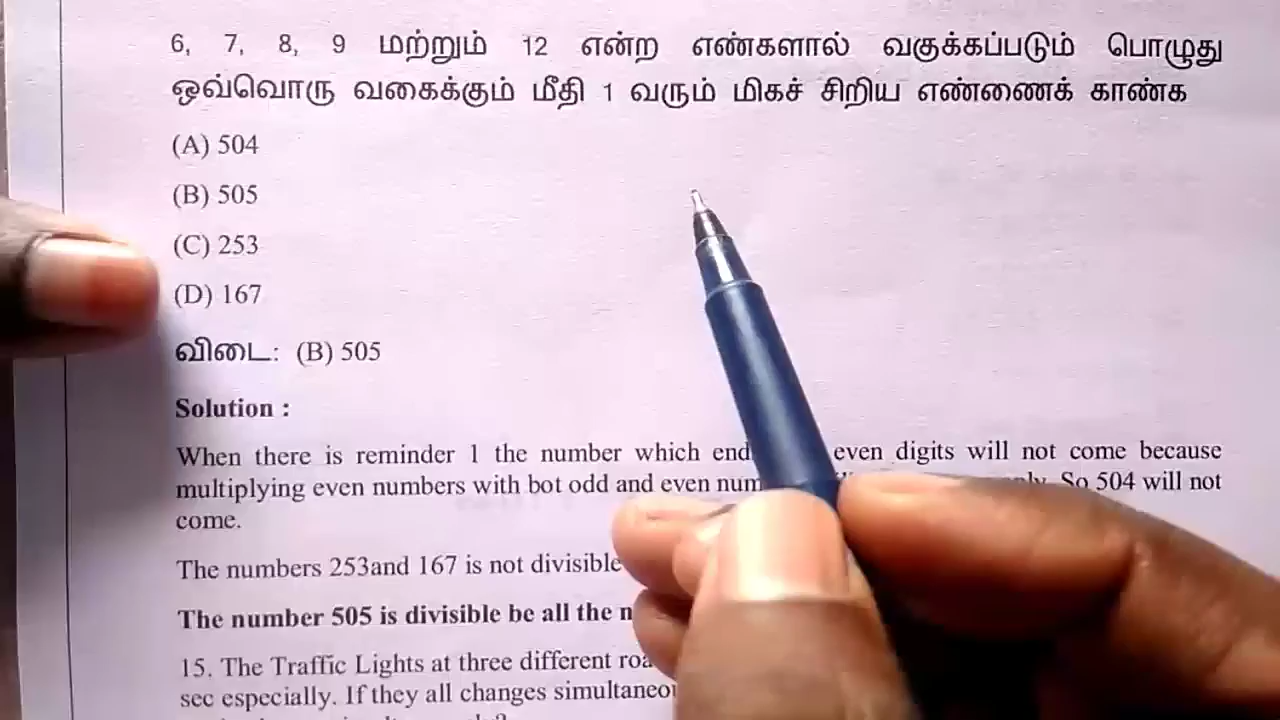 6, 7, 8, 9 மற்றும் 12 என்ற எண்களால் வகுக்கப்படும் பொழுது
ஒவ்வொரு வகைக்கும் மீதி 1 வரும் மிகச் சிறிய எண்ணைக் காண்க
(A) 504
(B) 505
(C) 253
(D) 167
விடை: (B) 505
Solution :
When there is reminder 1 the number which end even digits will not come because
multiplying even numbers with bot odd and even num So 504 will not
come.
The numbers 253and 167 is not divisible
The number 505 is divisible be all the n
15. The Traffic Lights at three different roa
sec especially. If they all changes simultaneou